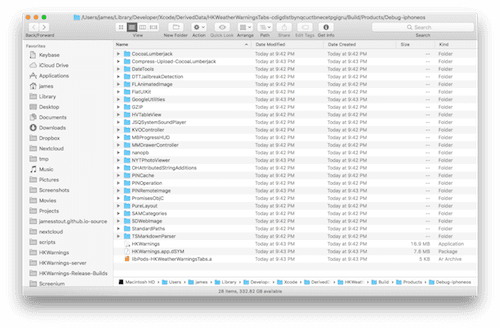 /Users/james/Library/Developer/Xcode/DerivedData/HKWeatherWarningsTabs-cdigdistbynqcucttincetpgigru/Build/Products/Debug-iphoneos
Back/Forward View New Folder Action Quick Look Arrange Path Share Edit Tags Get Info
Favorites Name Date Modified Date Created Size Kind
Keybase CocoaLumberjack Today at 9:42 PM Today at 9:42 PM -- Folder
iCloud Drive Compress-Upload-CocoaLumberjack Today at 9:43 PM Today at 9:43 PM -- Folder
Applications DateTools Today at 9:42 PM Today at 9:42 PM -- Folder
james DTTJailbreakDetection Today at 9:42 PM Today at 9:42 PM -- Folder
Library FLAnimatedImage Today at 9:42 PM Today at 9:42 PM -- Folder
Desktop FlatUIKit Today at 9:42 PM Today at 9:42 PM -- Folder
Documents GoogleUtilities Today at 9:42 PM Today at 9:42 PM -- Folder
Downloads GZIP Today at 9:42 PM Today at 9:42 PM -- Folder
Dropbox HVTableView Today at 9:42 PM Today at 9:42 PM -- Folder
Nextcloud JSQSystemSoundPlayer Today at 9:42 PM Today at 9:42 PM -- Folder
tmp KVOController Today at 9:42 PM Today at 9:42 PM -- Folder
Music MBProgressHUD Today at 9:42 PM Today at 9:42 PM -- Folder
Pictures MMDrawerController Today at 9:42 PM Today at 9:42 PM -- Folder
Screenshots nanopb Today at 9:42 PM Today at 9:42 PM -- Folder
Movies NYTPhotoViewer Today at 9:42 PM Today at 9:42 PM -- Folder
Projects OHAttributedStringAdditions Today at 9:42 PM Today at 9:42 PM -- Folder
jamesstout.github.io-source PINCache Today at 9:42 PM Today at 9:42 PM -- Folder
nextcloud PINOperation Today at 9:42 PM Today at 9:42 PM -- Folder
scripts PINRemoteImage Today at 9:42 PM Today at 9:42 PM -- Folder
HKWarnings PromisesObjC Today at 9:42 PM Today at 9:42 PM -- Folder
HKWarnings-server PureLayout Today at 9:42 PM Today at 9:42 PM -- Folder
HKWarnings-Release-Builds SAMCategories Today at 9:42 PM Today at 9:42 PM -- Folder
Screenium SDWebImage Today at 9:42 PM Today at 9:42 PM -- Folder
StandardPaths Today at 9:42 PM Today at 9:42 PM -- Folder
TSMarkdownParser Today at 9:42 PM Today at 9:42 PM -- Folder
HKWarnings Today at 9:43 PM Today at 9:43 PM MB Application
HKWarnings.app.dSYM Today at 9:43 PM Today at 9:43 PM MB Package
libPods-HKWeatherWarningsTabs.a Today at 9:42 PM Today at 9:42 PM KB Archive
Macintosh HD Users james Library Develo Xcode Derived HKWeat Build Products Debug-iphoneos
28 items, 333.82 GB available